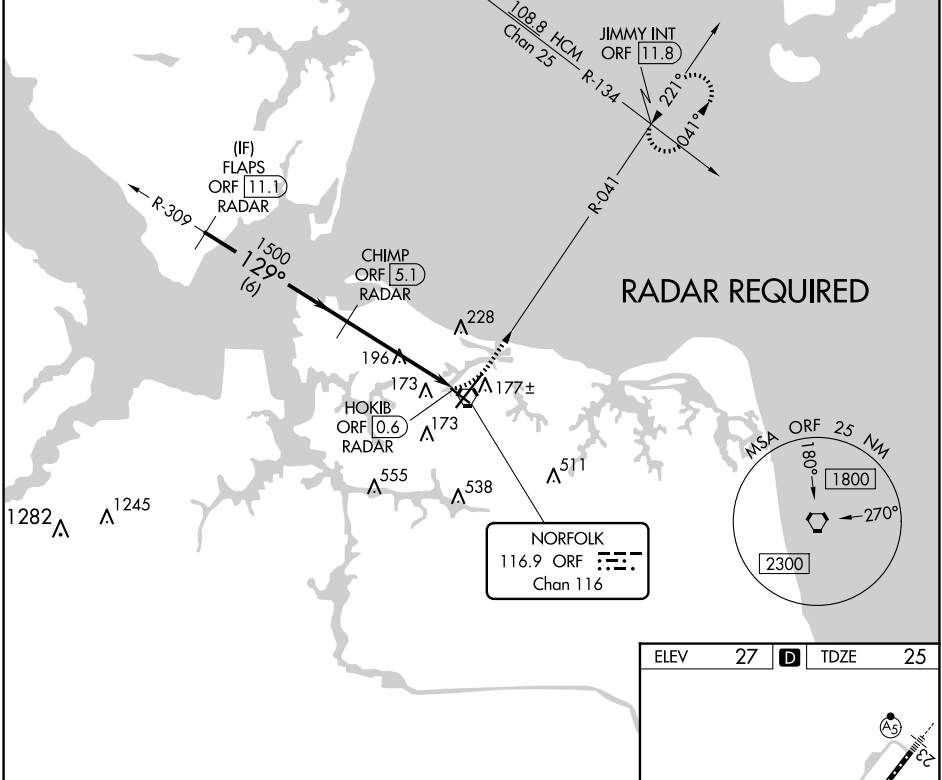 108.8 HCM
Chan 25
R-134
JIMMY INT
ORF 11.8
221°
041°
(IF)
FLAPS
ORF 11.1
RADAR
R-309
R-041
1500
129°
(6)
CHIMP
ORF 5.1
RADAR
RADAR REQUIRED
228
196
173
177±
HOKIB
ORF 0.6
RADAR
173
555
538
511
1282
1245
MSA ORF 25 NM
180°
1800
270°
2300
NORFOLK
116.9 ORF
Chan 116
ELEV 27 D TDZE 25
A5
23